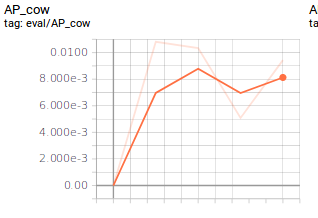 AP_cow
tag: eval/AP_cow
A
ta
0.0100
8.000e-3
6.000e-3
4.000e-3
2.000e-3
0.00